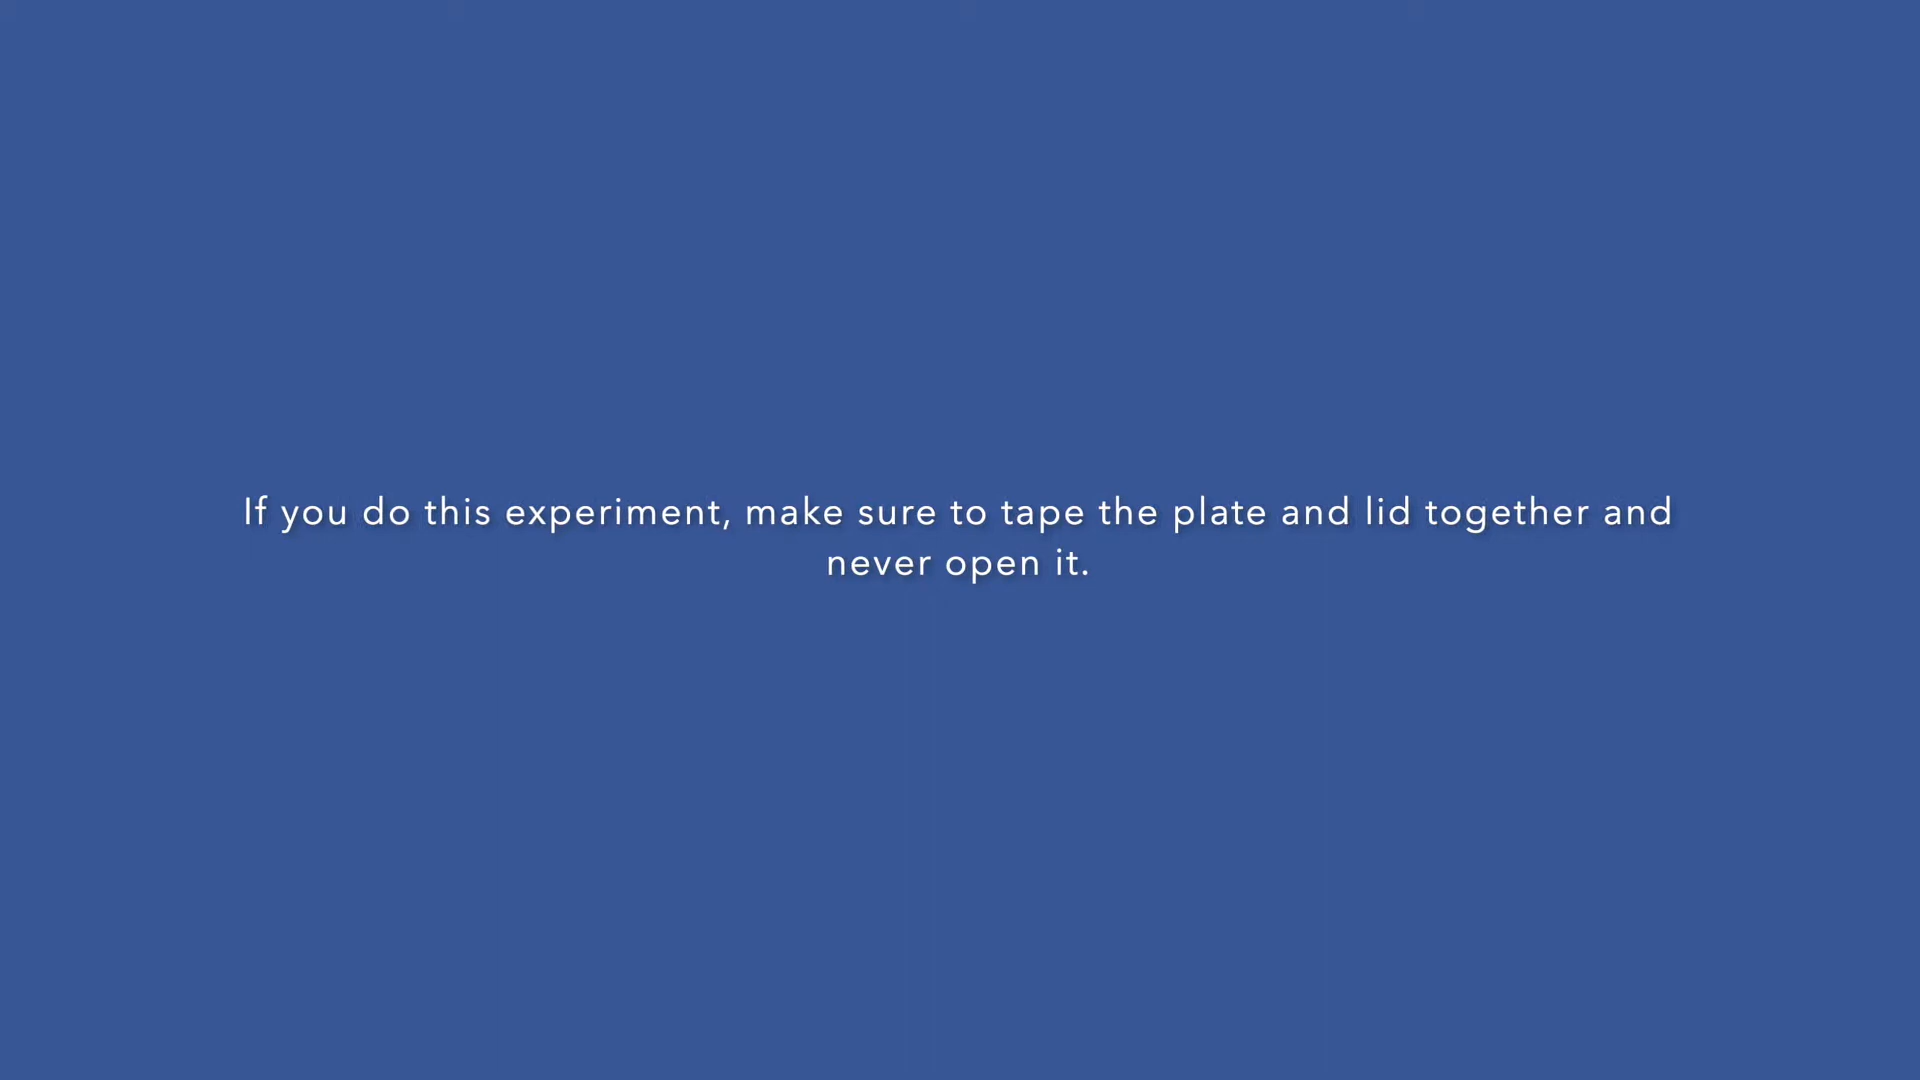 If you do this experiment, make sure to tape the plate and lid together and
never open it.